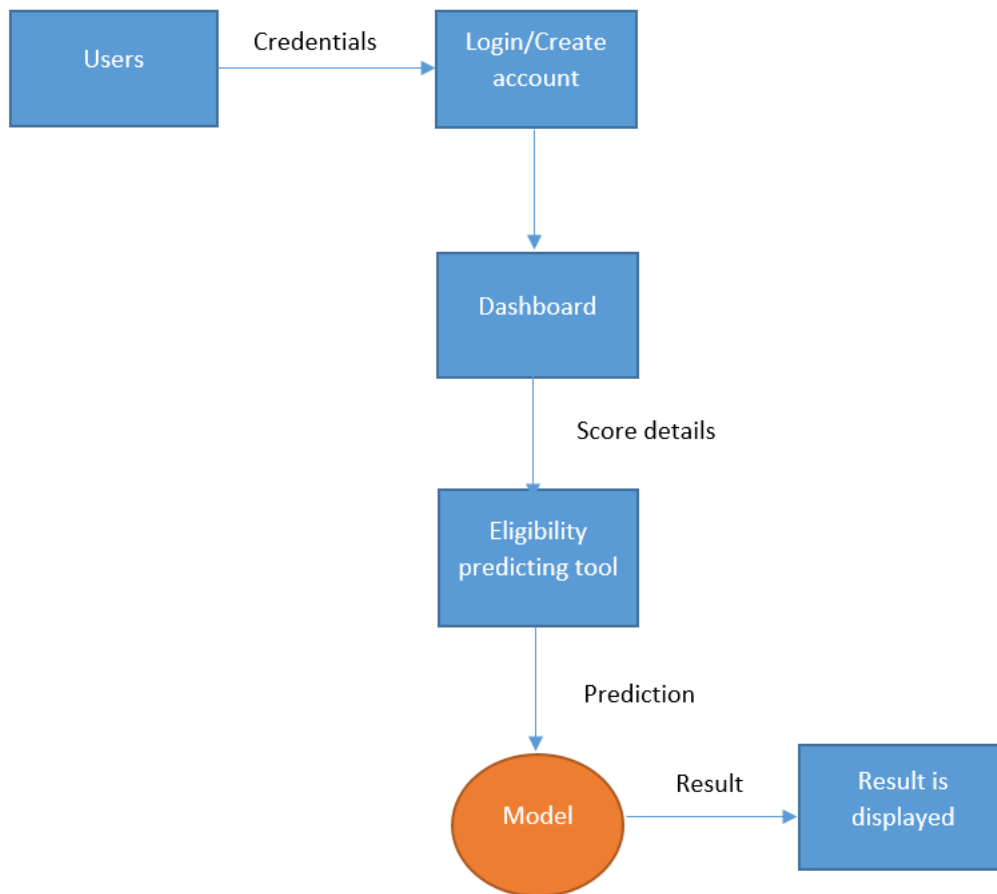 Users
Credentials
Login/Create
account
Dashboard
Score details
Eligibility
predicting tool
Prediction
Model
Result
Result is
displayed